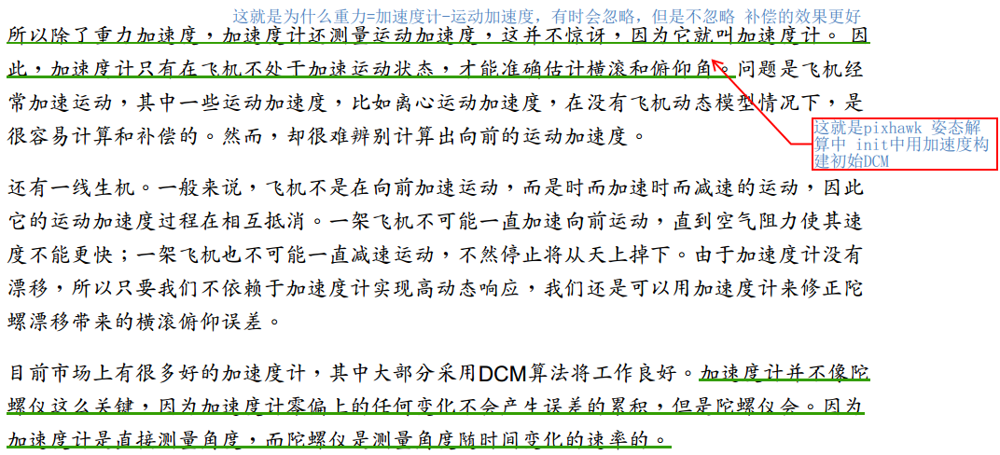 这就是为什么重力=加速度计-运动加速度，有时会忽略，但是不忽略 补偿的效果更好
所以除了重力加速度，加速度计还测量运动加速度，这并不惊讶，因为它就叫加速度计。 因
此，加速度计只有在飞机不处于加速运动状态，才能准确估计横滚和俯仰角。问题是飞机经
常加速运动，其中一些运动加速度，比如离心运动加速度，在没有飞机动态模型情况下，是
很容易计算和补偿的。然而，却很难辨别计算出向前的运动加速度。
这就是pixhawk 姿态解
算中 init中用加速度构
建初始DCM
还有一线生机。一般来说，飞机不是在向前加速运动，而是时而加速时而减速的运动，因此
它的运动加速度过程在相互抵消。一架飞机不可能一直加速向前运动，直到空气阻力使其速
度不能更快；一架飞机也不可能一直减速运动，不然停止将从天上掉下。由于加速度计没有
漂移，所以只要我们不依赖于加速度计实现高动态响应，我们还是可以用加速度计来修正陀
螺漂移带来的横滚俯仰误差。
目前市场上有很多好的加速度计，其中大部分采用DCM算法将工作良好。加速度计并不像陀
螺仪这么关键，因为加速度计零偏上的任何变化不会产生误差的累积，但是陀螺仪会。因为
加速度计是直接测量角度，而陀螺仪是测量角度随时间变化的速率的。